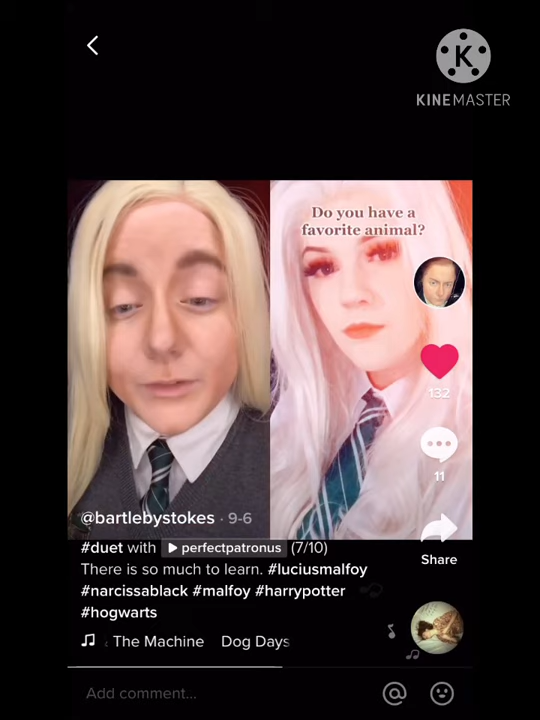 KINEMASTER
Do you have a
favorite animal?
132
11
@bartlebystokes · 9-6
#duet with perfectpatronus (7/10)
There is so much to learn. #luciusmalfoy
#narcissablack #malfoy #harrypotter
#hogwarts
Share
The Machine Dog Days
Add comment...